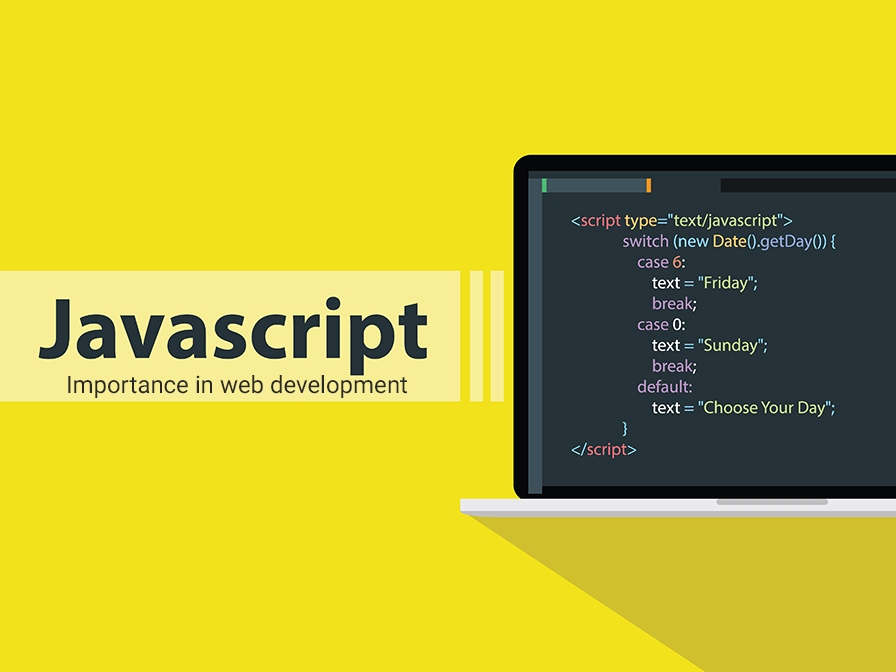 Javascript
Importance in web development
<script type="text/javascript">
switch (new Date().getDay()) {
case 6:
text = "Friday";
break;
case 0:
text = "Sunday";
break;
default:
text = "Choose Your Day";
}
</script>